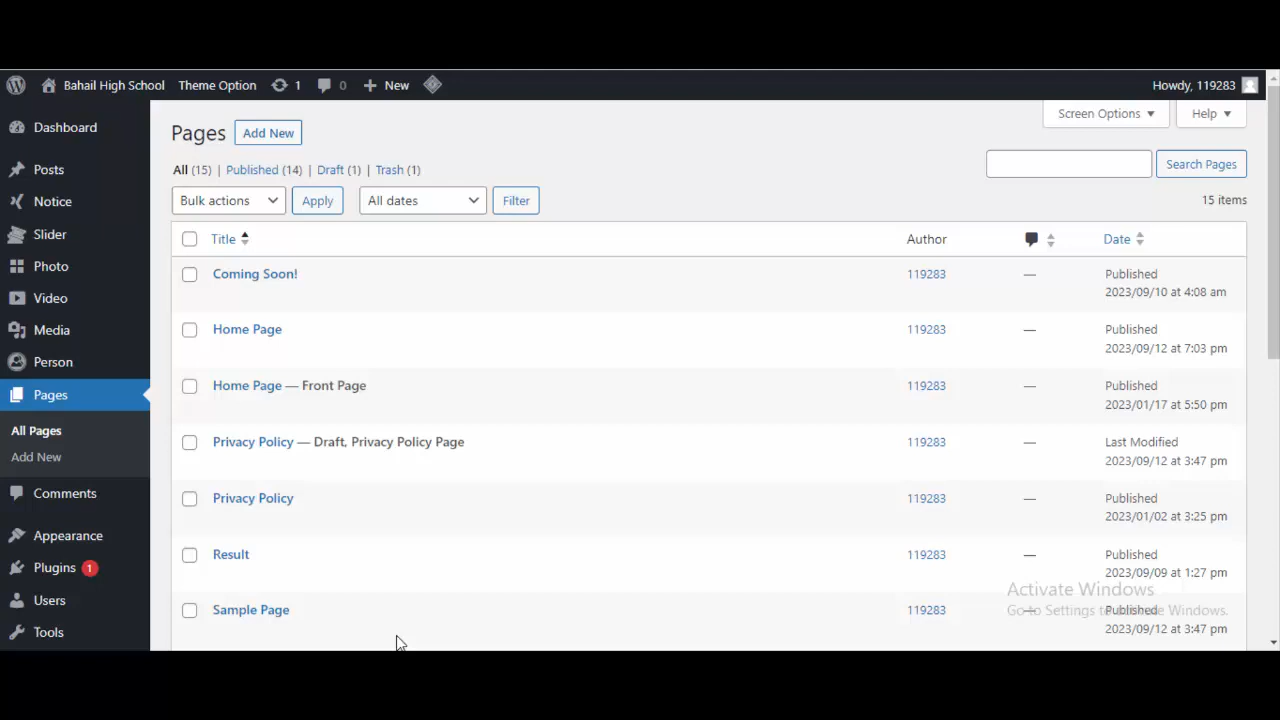 Bahail High School Theme Option 1 0 New Howdy, 119283
Dashboard
Posts
Notice
Slider
Photo
Video
Media
Person
Pages
All Pages
Add New
Comments
Appearance
Plugins 1
Users
Tools
Screen Options Help
Pages Add New
All (15) | Published (14) | Draft (1) | Trash (1)
Search Pages
Bulk actions Apply All dates Filter 15 items
Title Author Date
Coming Soon! 119283 — Published
2023/09/10 at 4:08 am
Home Page 119283 — Published
2023/09/12 at 7:03 pm
Home Page — Front Page 119283 — Published
2023/01/17 at 5:50 pm
Privacy Policy — Draft, Privacy Policy Page 119283 — Last Modified
2023/09/12 at 3:47 pm
Privacy Policy 119283 — Published
2023/01/02 at 3:25 pm
Result 119283 — Published
2023/09/09 at 1:27 pm
Sample Page 119283 — Published
2023/09/12 at 3:47 pm
Activate Windows
Go to Settings to activate Windows.